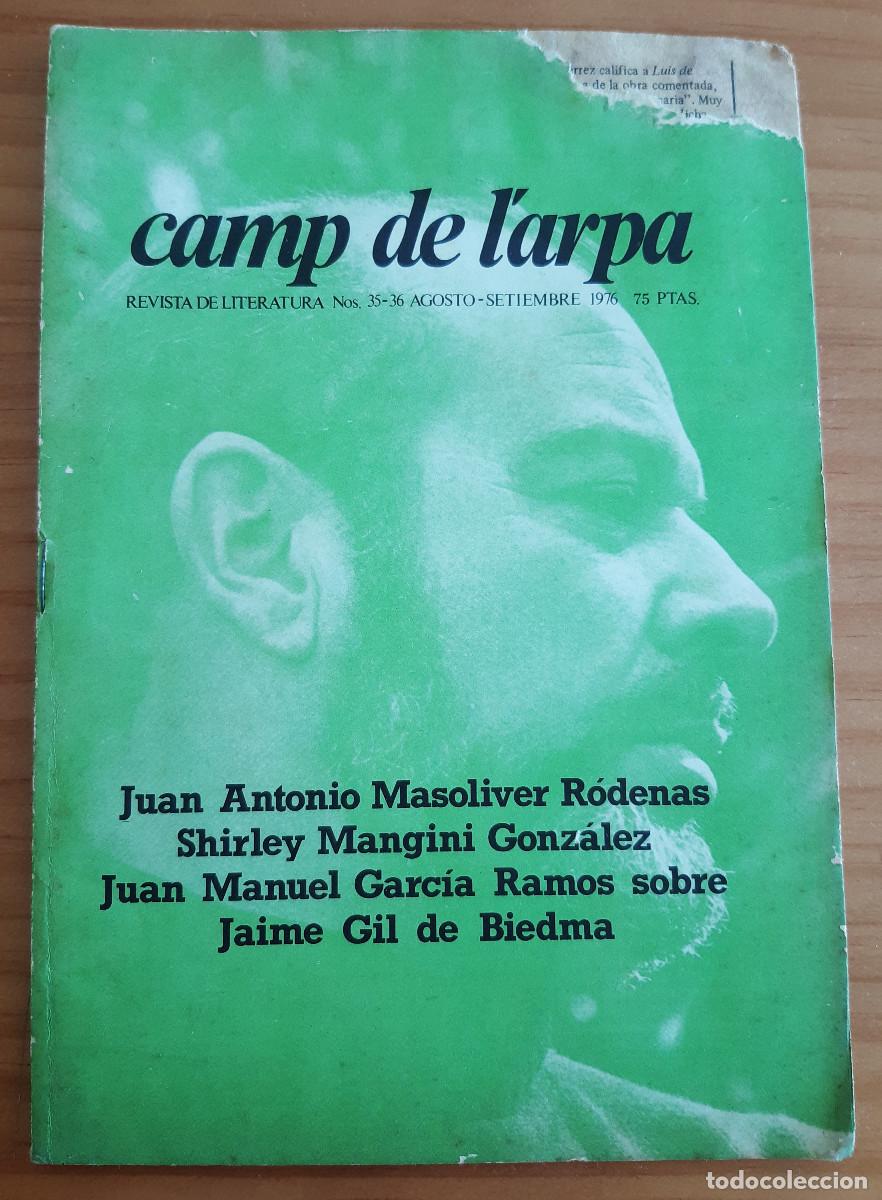 califica a Luis de
de la obra comentada,
Muy
camp de l'arpa
REVISTA DE LITERATURA Nos. 35-36 AGOSTO-SETIEMBRE 1976 75 PTAS.
Juan Antonio Masoliver Ródenas
Shirley Mangini González
Juan Manuel García Ramos sobre
Jaime Gil de Biedma
todocoleccion